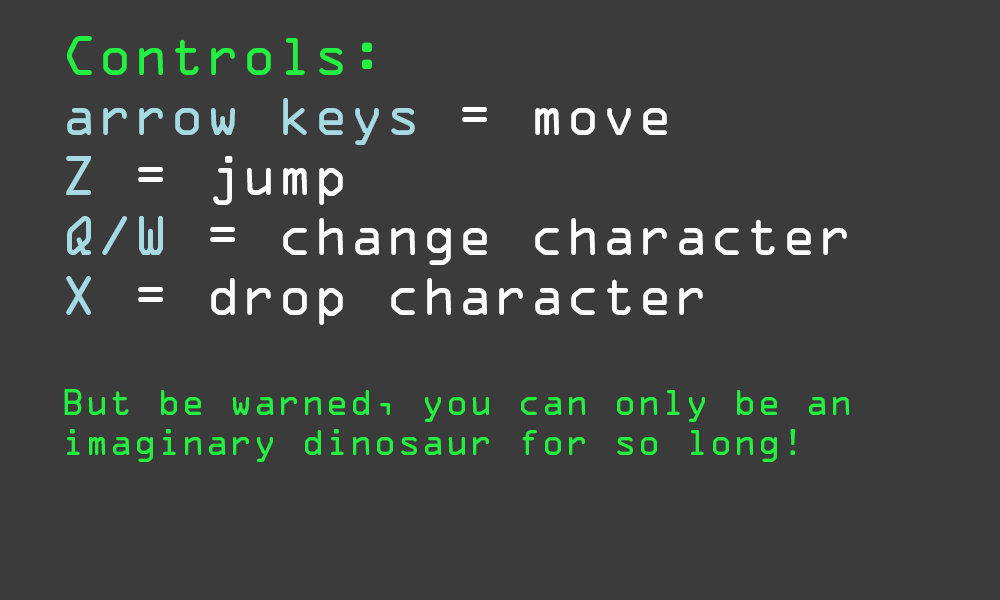 Controls:
arrow keys = move
Z = jump
Q/W = change character
X = drop character
But be warned, you can only be an
imaginary dinosaur for so long!